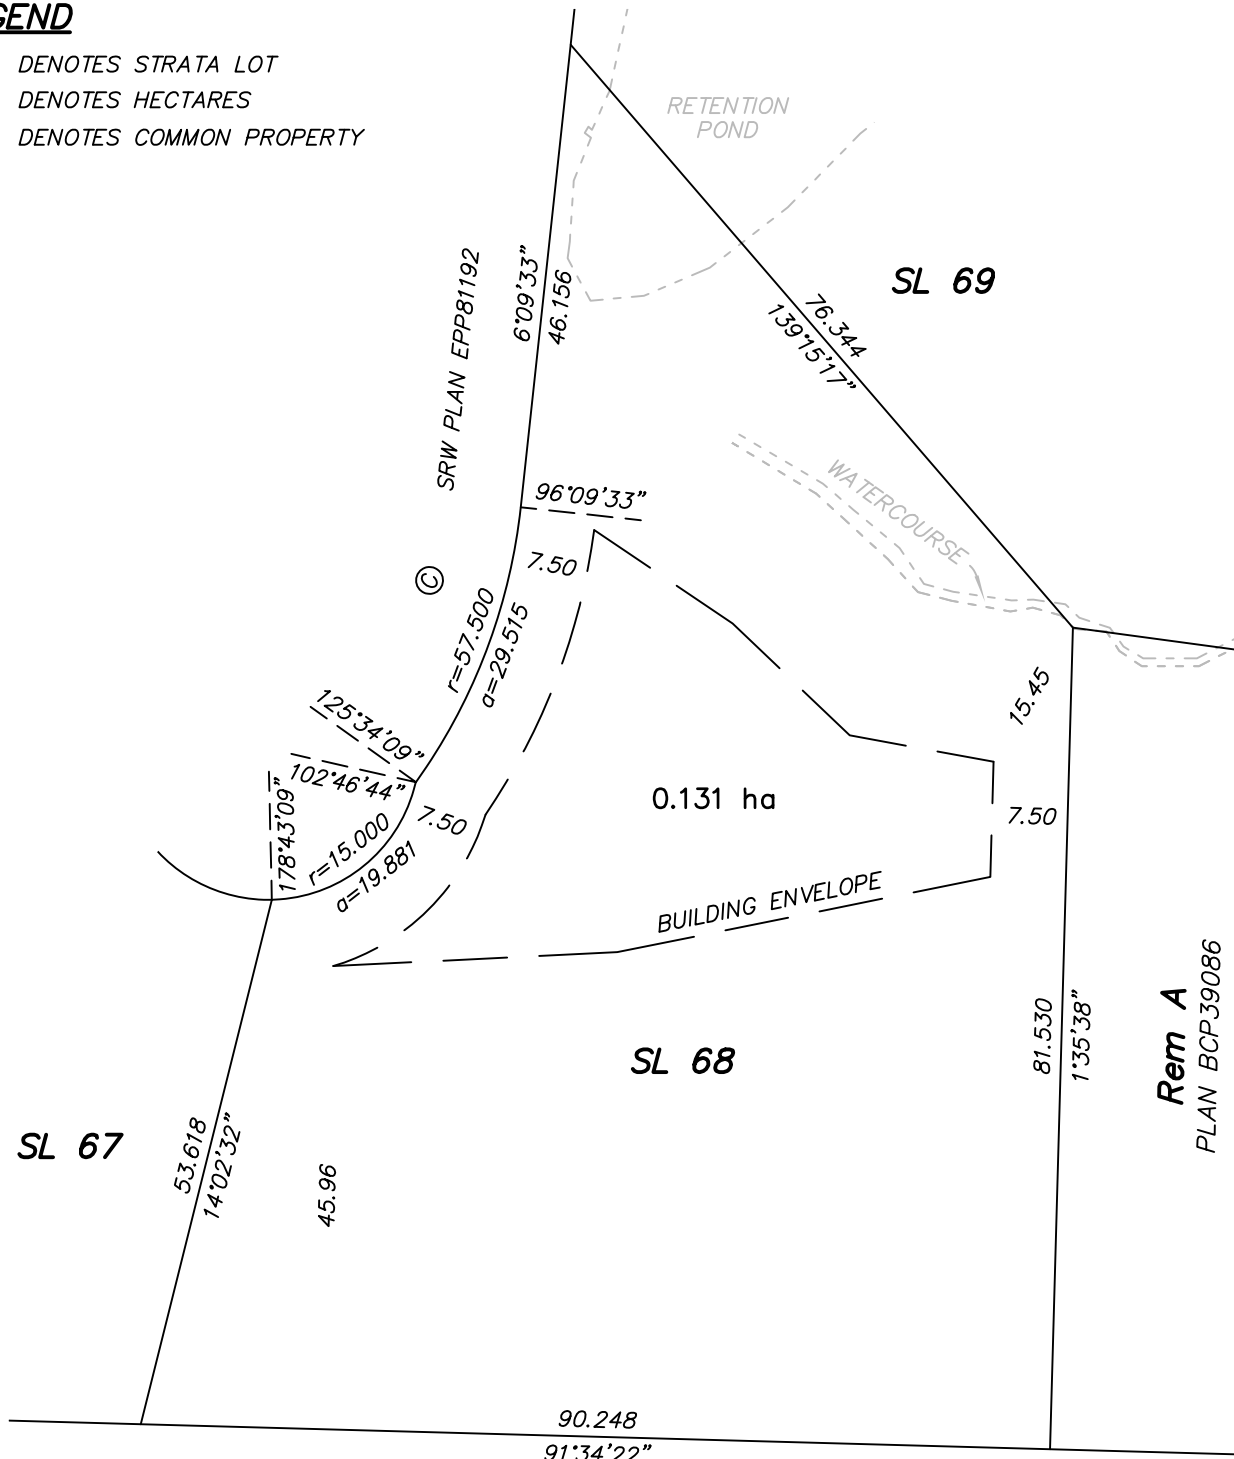 GEND
DENOTES STRATA LOT
DENOTES HECTARES
DENOTES COMMON PROPERTY
RETENTION
POND
SL 69
6°09'33"
46.156
SRW PLAN EPP81192
76.344
139°15'17"
WATERCOURSE
96°09'33"
7.50
C
r=57.500
a=29.515
15.45
125°34'09"
102°46'44"
178°43'09"
r=15.000
a=19.881
7.50
0.131 ha
7.50
BUILDING ENVELOPE
SL 68
81.530
1°35'38"
Rem A
PLAN BCP39086
SL 67
53.618
14°02'32"
45.96
90.248
91°34'22"